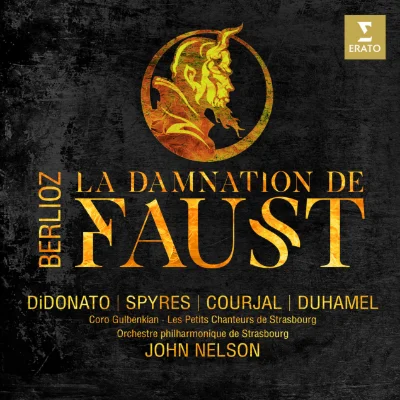 ERATO
BERLIOZ
LA DAMNATION DE
FAUST
DiDONATO | SPYRES | COURJAL | DUHAMEL
Coro Gulbenkian - Les Petits Chanteurs de Strasbourg
Orchestre philharmonique de Strasbourg
JOHN NELSON